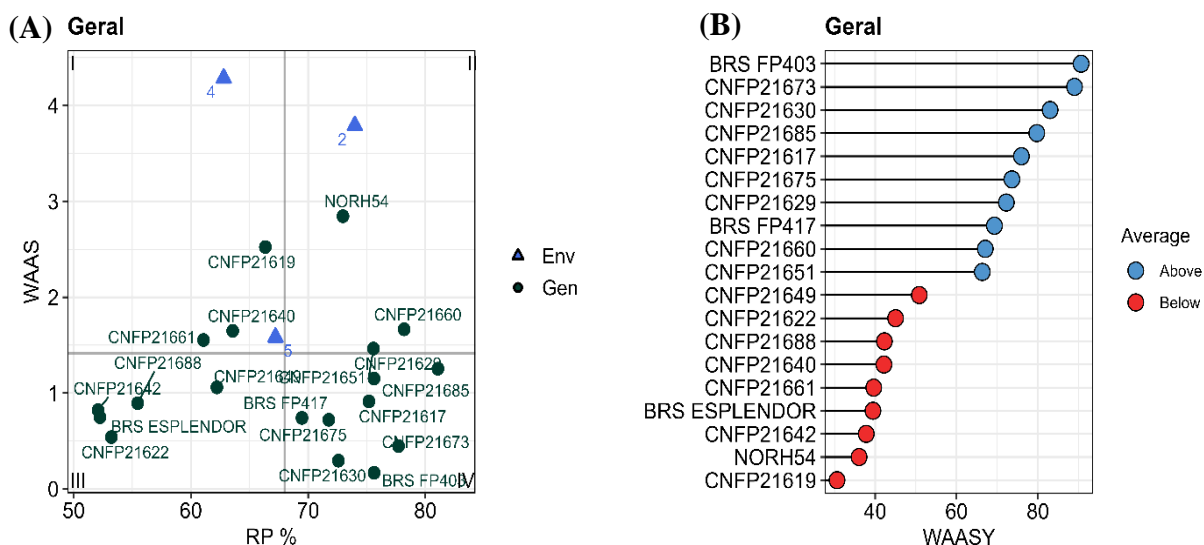 (A)
Geral
WAAS
4
3
2
1
0
I
I
III
IV
4
2
NORH54
CNFP21619
CNFP21640
CNFP21660
CNFP21661
5
CNFP21688
CNFP21629
CNFP21649
CNFP21651
CNFP21642
CNFP21685
BRS FP417
CNFP21617
BRS ESPLENDOR
CNFP21675
CNFP21673
CNFP21622
CNFP21630
BRS FP403
50 60 70 80
RP %
Env
Gen
(B)
Geral
BRS FP403
CNFP21673
CNFP21630
CNFP21685
CNFP21617
CNFP21675
CNFP21629
BRS FP417
CNFP21660
CNFP21651
CNFP21649
CNFP21622
CNFP21688
CNFP21640
CNFP21661
BRS ESPLENDOR
CNFP21642
NORH54
CNFP21619
40 60 80
WAASY
Average
Above
Below